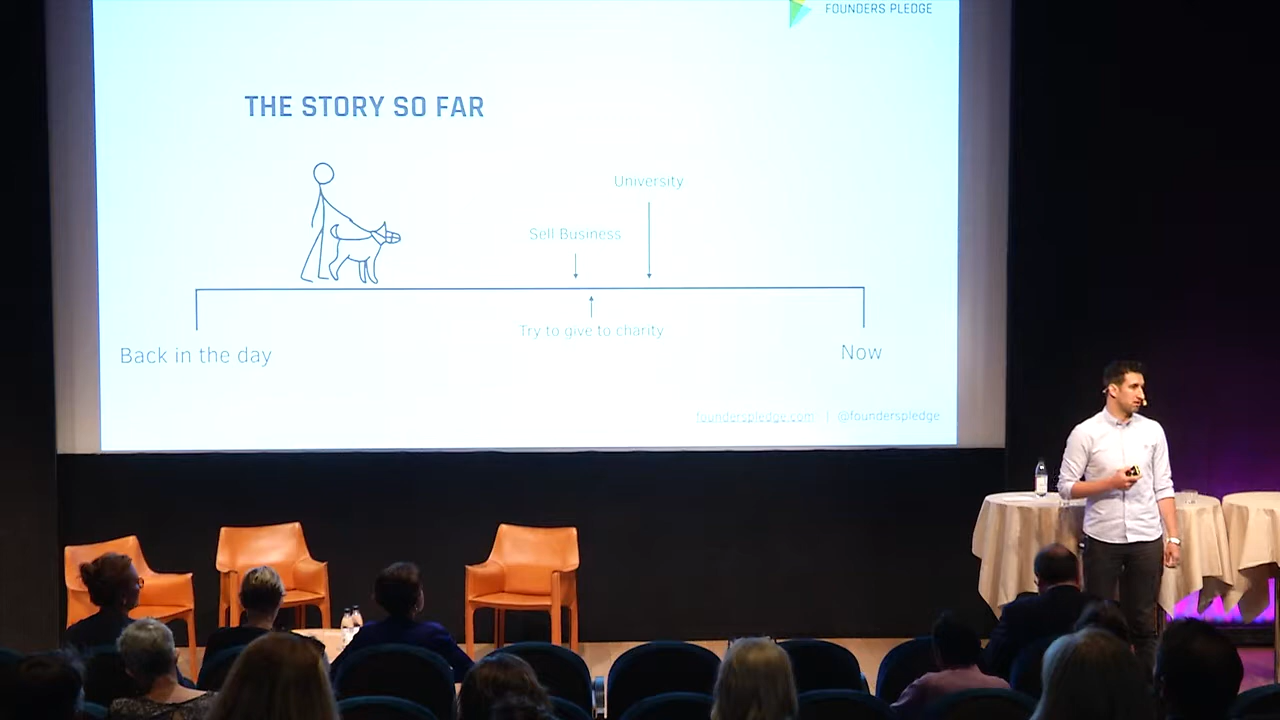 FOUNDERS PLEDGE
THE STORY SO FAR
University
Sell Business
Try to give to charity
Back in the day
Now
founderspledge.com | @founderspledge